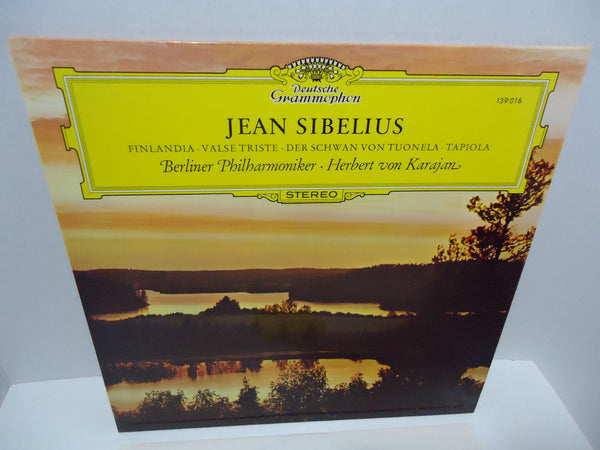 Deutsche
Grammophon
139 016
JEAN SIBELIUS
FINLANDIA · VALSE TRISTE · DER SCHWAN VON TUONELA · TAPIOLA
Berliner Philharmoniker · Herbert von Karajan
STEREO